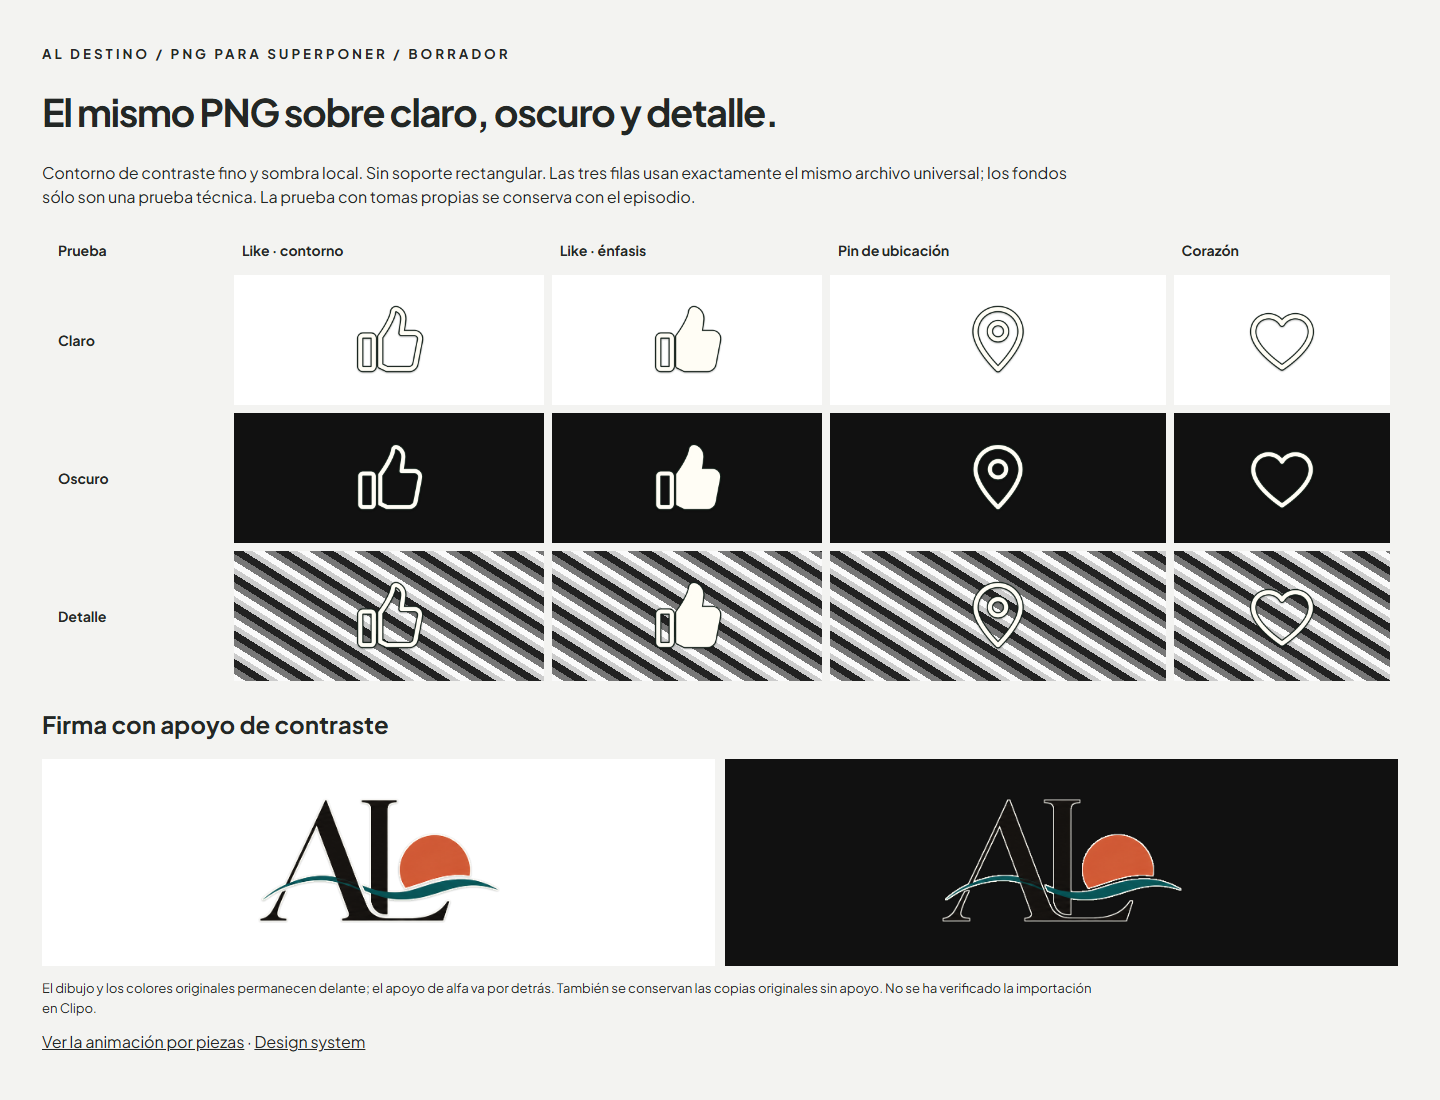 AL DESTINO / PNG PARA SUPERPONER / BORRADOR
El mismo PNG sobre claro, oscuro y detalle.
Contorno de contraste fino y sombra local. Sin soporte rectangular. Las tres filas usan exactamente el mismo archivo universal; los fondos
sólo son una prueba técnica. La prueba con tomas propias se conserva con el episodio.
Prueba Like · contorno Like · énfasis Pin de ubicación Corazón
Claro
Oscuro
Detalle
Firma con apoyo de contraste
AL AL
El dibujo y los colores originales permanecen delante; el apoyo de alfa va por detrás. También se conservan las copias originales sin apoyo. No se ha verificado la importación
en Clipo.
Ver la animación por piezas · Design system